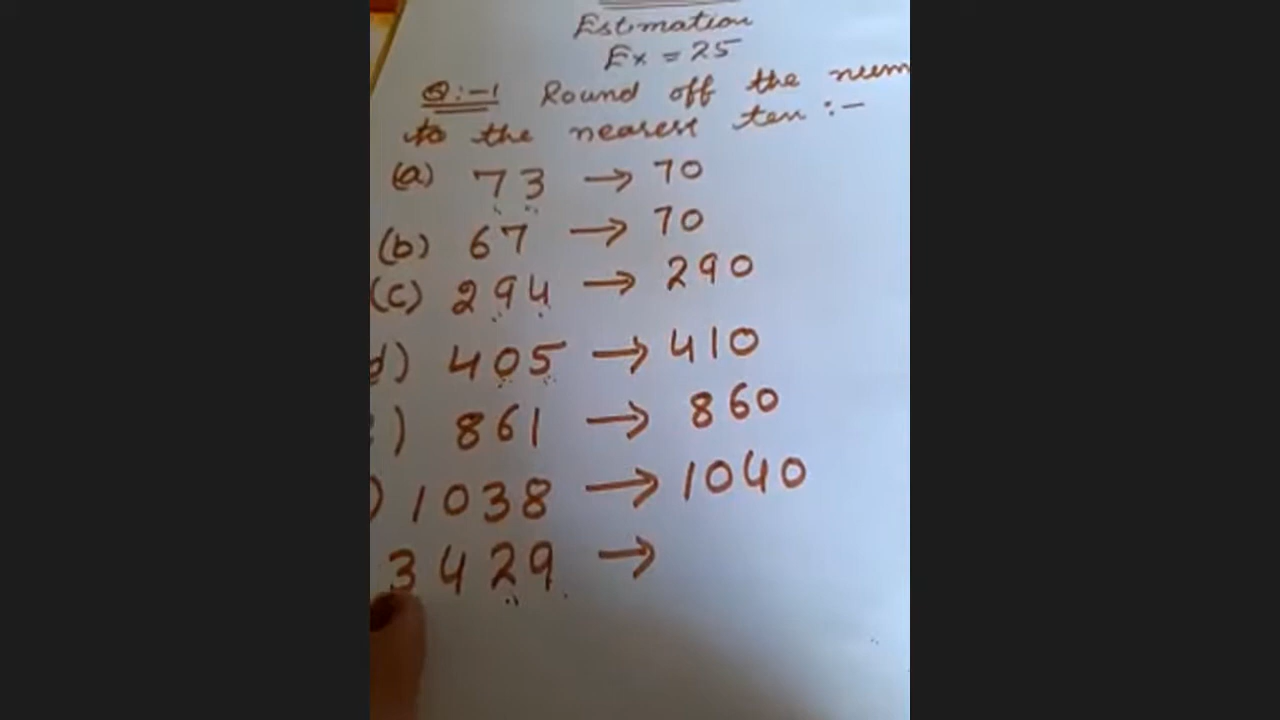 Estimation
Ex = 25
Q:-1 Round off the num
to the nearest ten :-
(a) 73 → 70
(b) 67 → 70
(c) 294 → 290
d) 405 → 410
) 861 → 860
) 1038 → 1040
3429 →